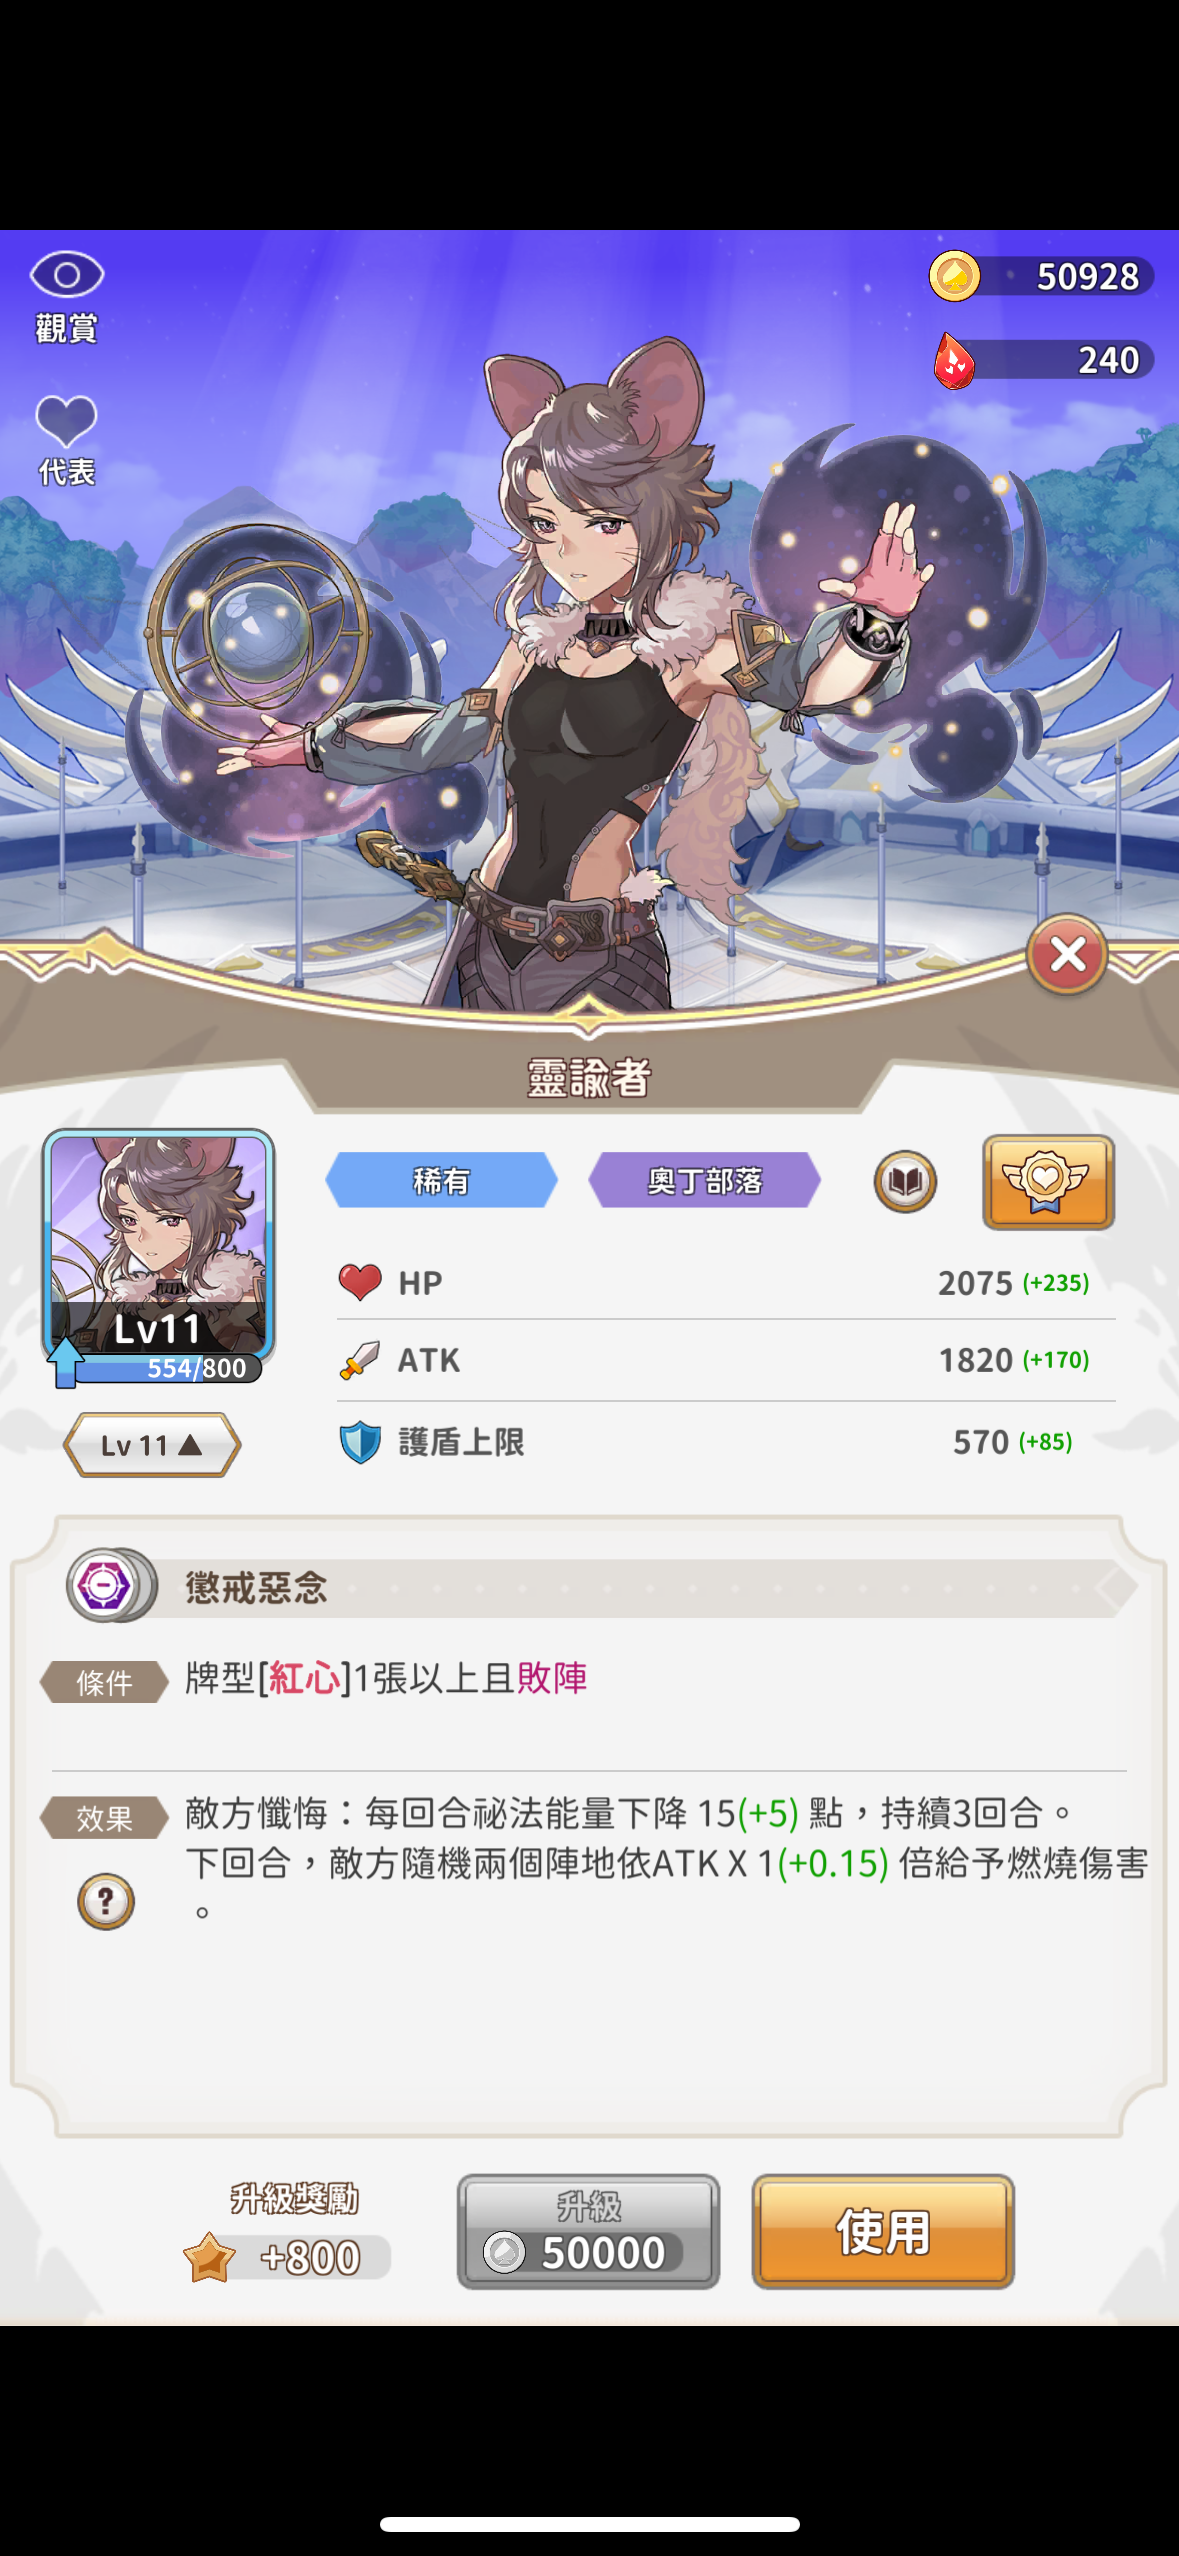 觀賞
50928
240
代表
靈諭者
稀有
奧丁部落
Lv11
554/800
Lv 11 ▲
HP
2075 (+235)
ATK
1820 (+170)
護盾上限
570 (+85)
懲戒惡念
條件
牌型[紅心]1張以上且敗陣
效果
敵方懺悔：每回合祕法能量下降 15(+5) 點，持續3回合。
下回合，敵方隨機兩個陣地依ATK X 1(+0.15) 倍給予燃燒傷害
。
?
升級獎勵
+800
升級
50000
使用